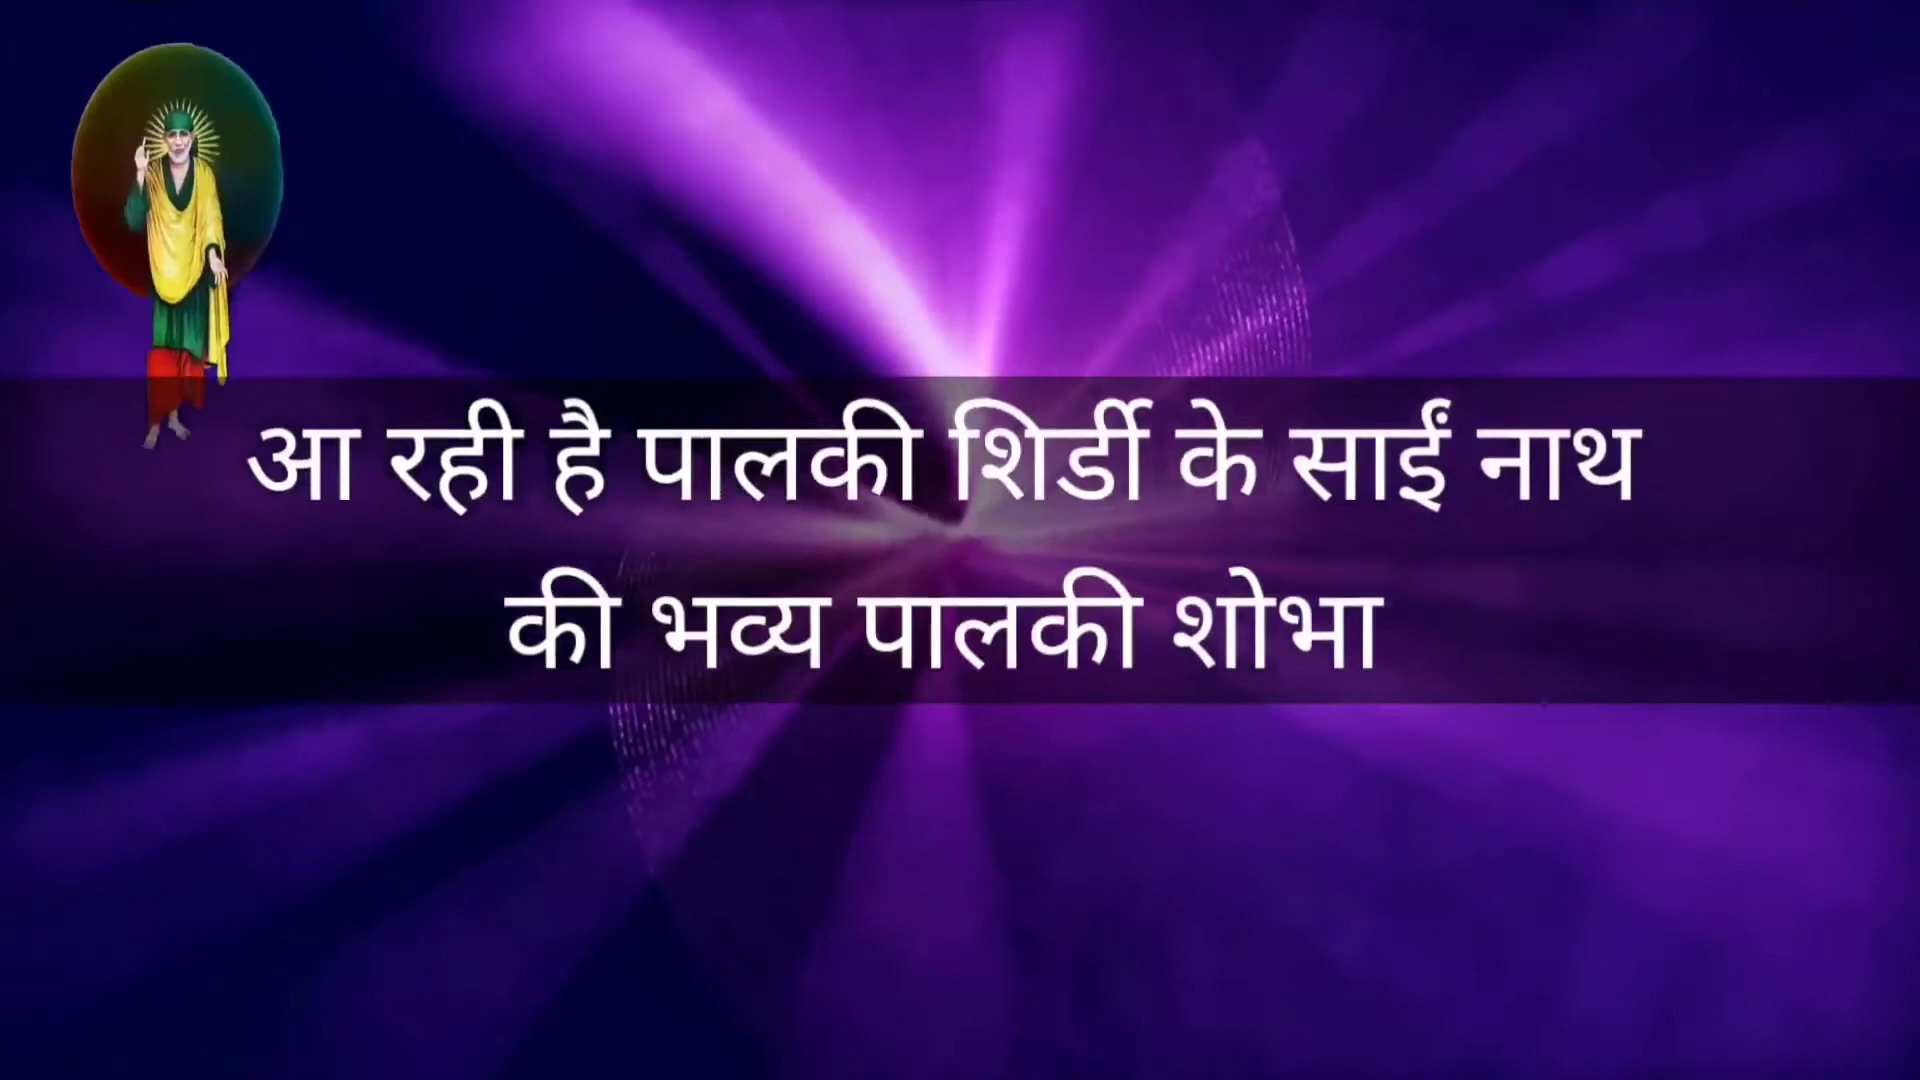 आ रही है पालकी शिर्डी के साईं नाथ
की भव्य पालकी शोभा